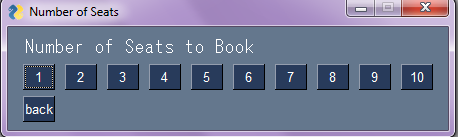 Number of Seats
Number of Seats to Book
1 2 3 4 5 6 7 8 9 10
back